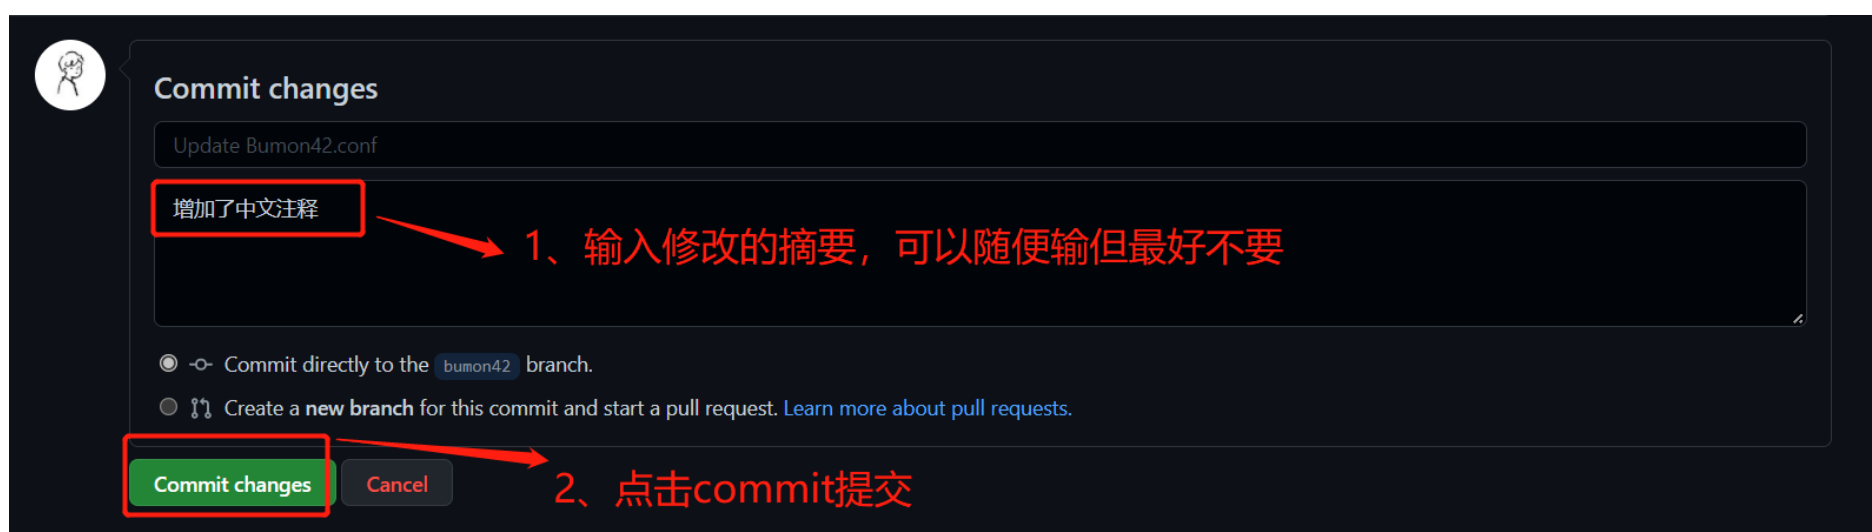 Commit changes
Update Bumon42.conf
增加了中文注释
1、输入修改的摘要，可以随便输但最好不要
Commit directly to the bumon42 branch.
Create a new branch for this commit and start a pull request. Learn more about pull requests.
Commit changes
Cancel
2、点击commit提交